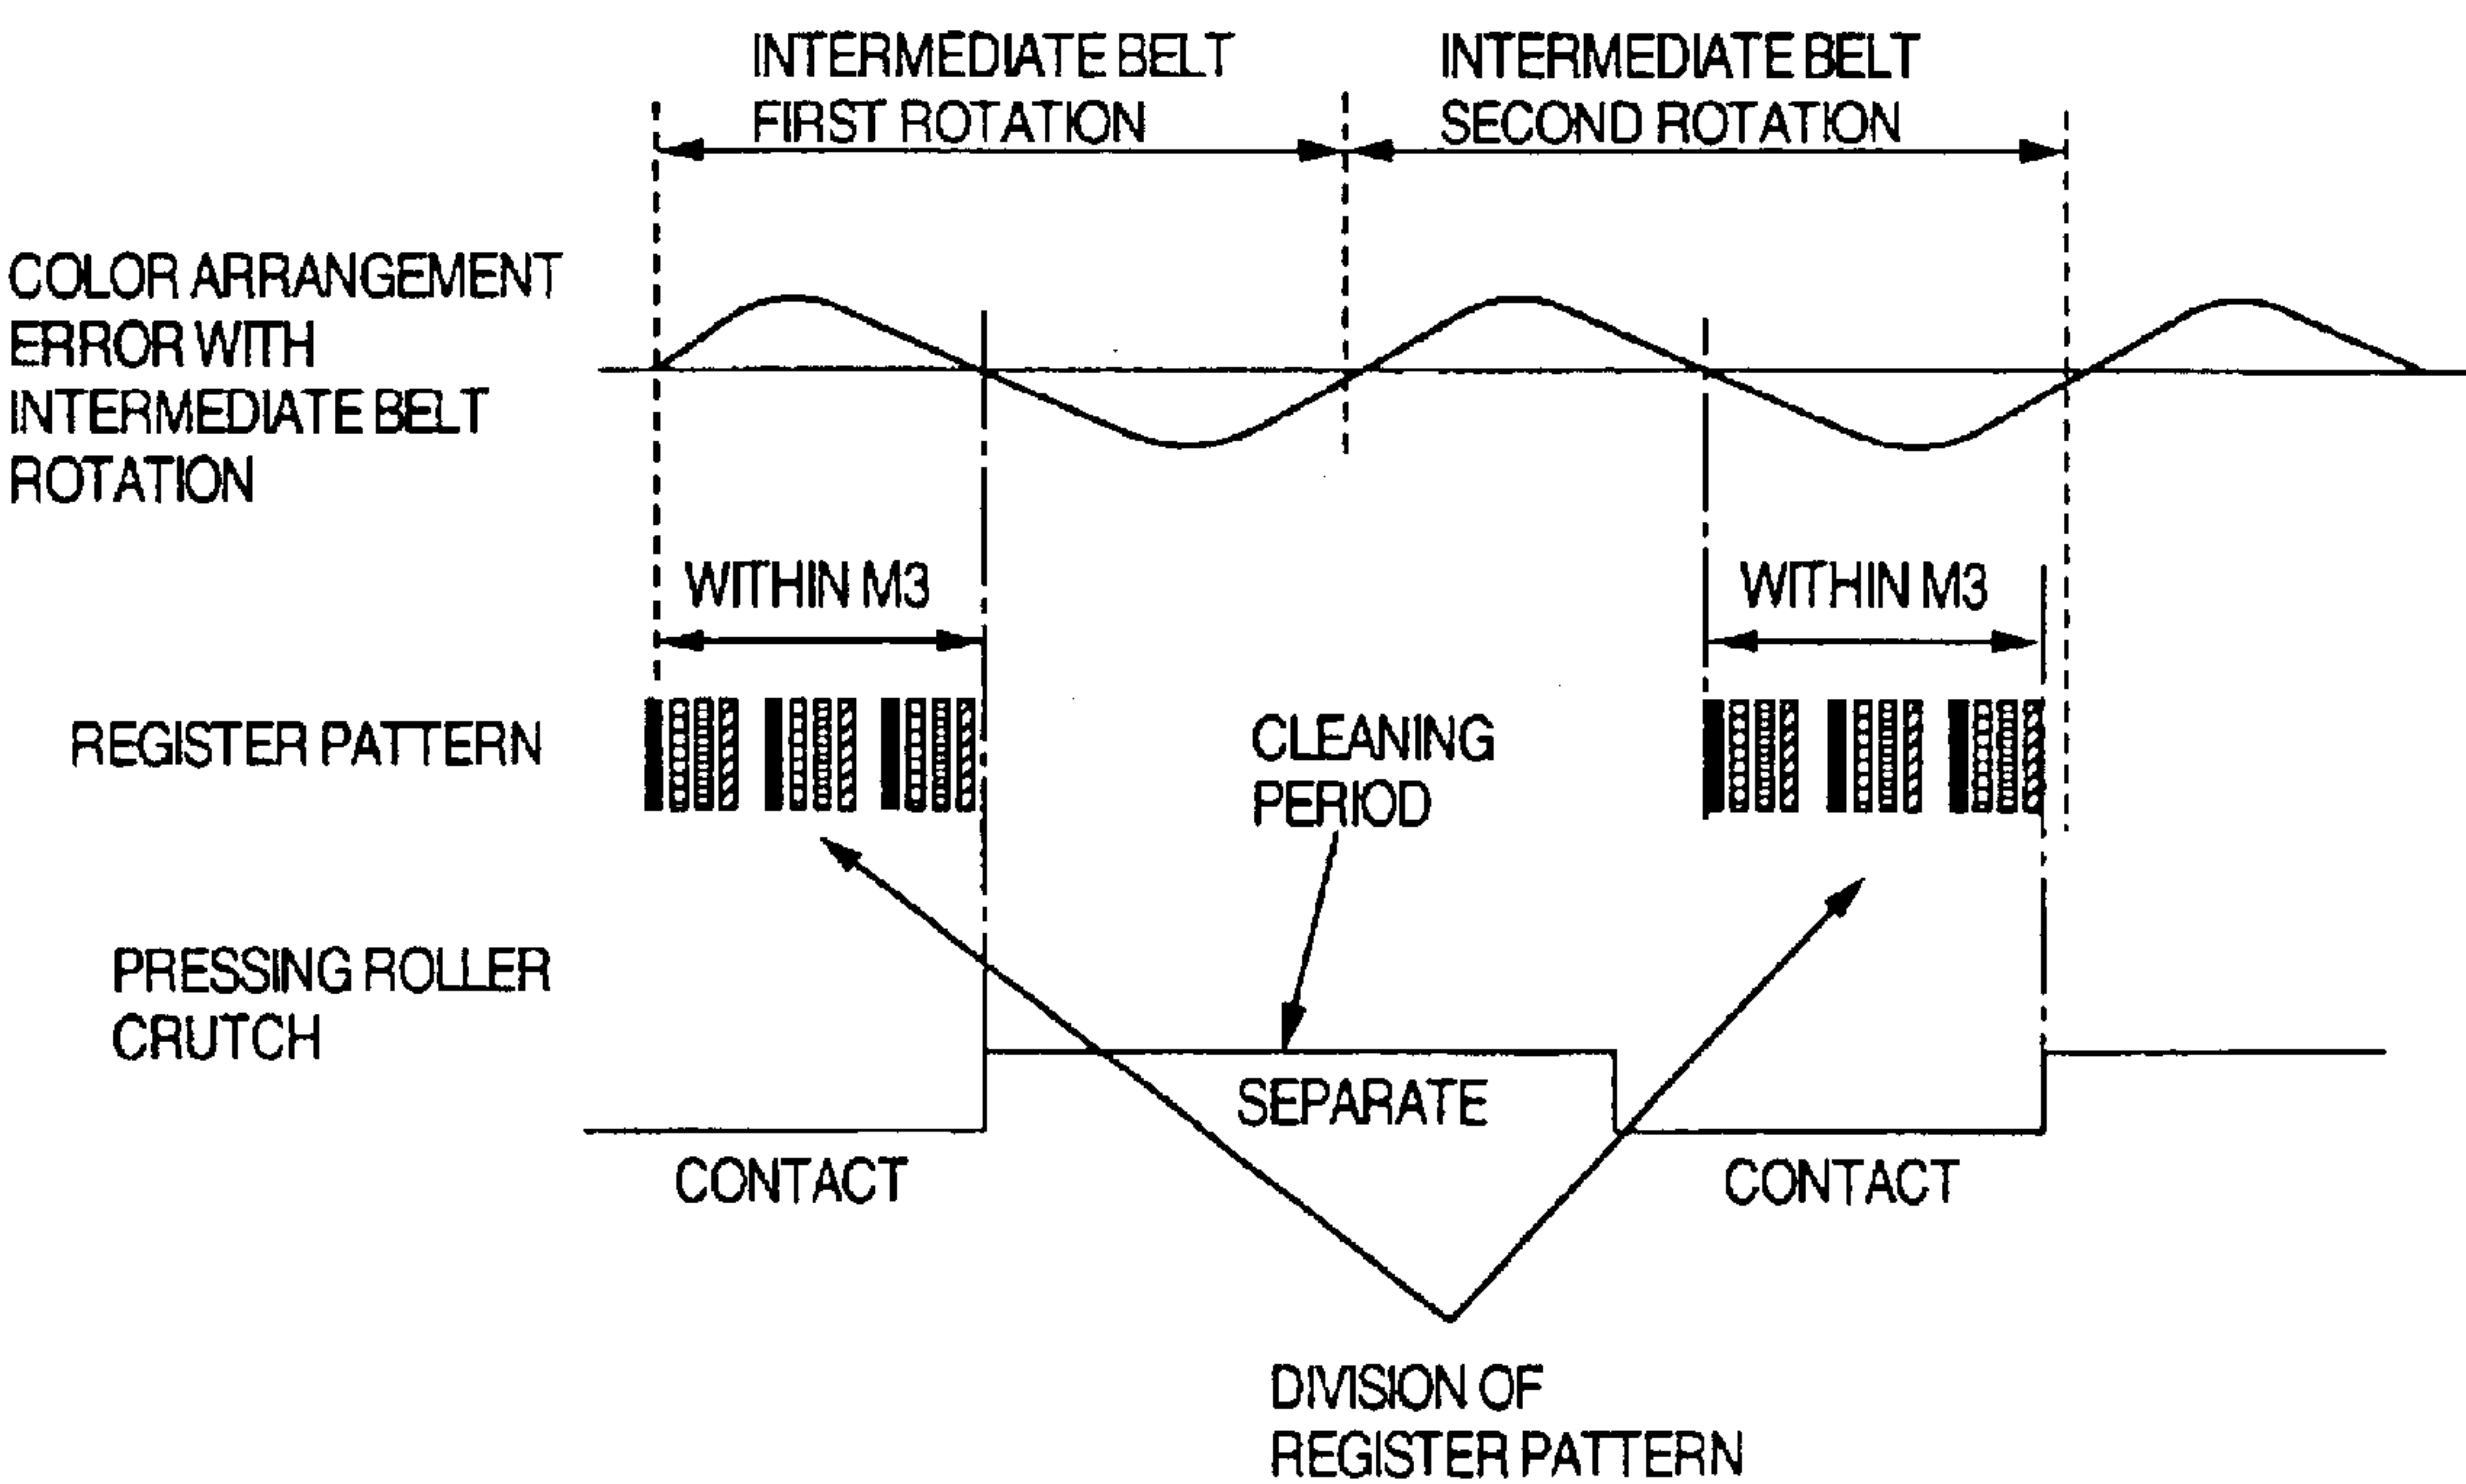 INTERMEDIATE BELT
FIRST ROTATION
INTERMEDIATE BELT
SECOND ROTATION
COLOR ARRANGEMENT
ERROR WITH
INTERMEDIATE BELT
ROTATION
WITHIN M3
WITHIN M3
REGISTER PATTERN
CLEANING
PERIOD
PRESSING ROLLER
CRUTCH
SEPARATE
CONTACT
CONTACT
DIVISION OF
REGISTER PATTERN